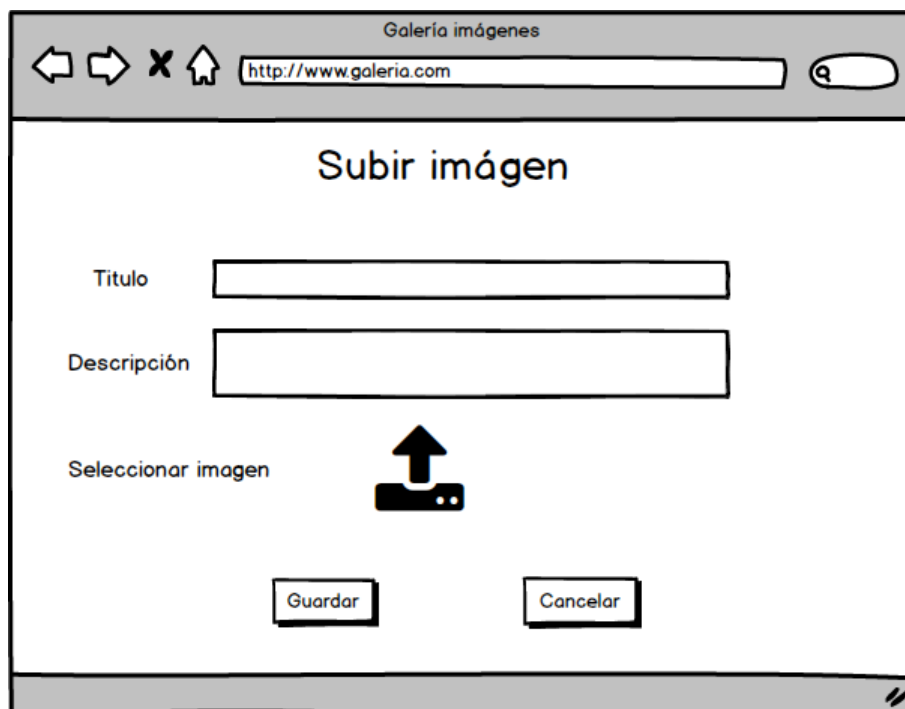 Galería imágenes
http://www.galeria.com
Subir imágen
Titulo
Descripción
Seleccionar imagen
Guardar
Cancelar